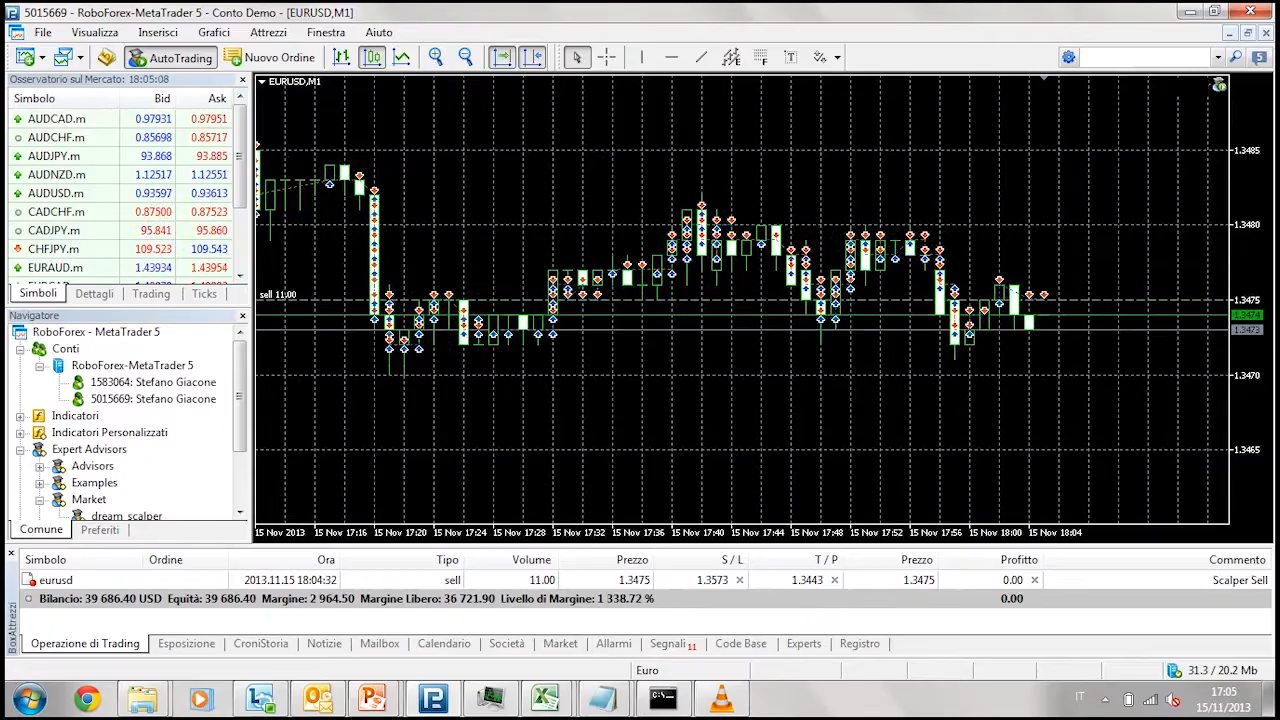 5015669 - RoboForex-MetaTrader 5 - Conto Demo - [EURUSD,M1]
File Visualizza Inserisci Grafici Attrezzi Finestra Aiuto
AutoTrading Nuovo Ordine
Osservatorio sul Mercato: 18:05:08
Simbolo Bid Ask
AUDCAD.m 0.97931 0.97951
AUDCHF.m 0.85698 0.85717
AUDJPY.m 93.868 93.885
AUDNZD.m 1.12517 1.12551
AUDUSD.m 0.93597 0.93613
CADCHF.m 0.87500 0.87523
CADJPY.m 95.841 95.860
CHFJPY.m 109.523 109.543
EURAUD.m 1.43934 1.43954
Simboli Dettagli Trading Ticks
Navigatore
RoboForex - MetaTrader 5
Conti
RoboForex-MetaTrader 5
1583064: Stefano Giacone
5015669: Stefano Giacone
Indicatori
Indicatori Personalizzati
Expert Advisors
Advisors
Examples
Market
dream_scalper
Comune Preferiti
EURUSD,M1
sell 11.00
1.3485
1.3480
1.3475
1.3474
1.3473
1.3470
1.3465
15 Nov 2013 15 Nov 17:16 15 Nov 17:20 15 Nov 17:24 15 Nov 17:28 15 Nov 17:32 15 Nov 17:36 15 Nov 17:40 15 Nov 17:44 15 Nov 17:48 15 Nov 17:52 15 Nov 17:56 15 Nov 18:00 15 Nov 18:04
Simbolo Ordine Ora Tipo Volume Prezzo S / L T / P Prezzo Profitto Commento
eurusd 2013.11.15 18:04:32 sell 11.00 1.3475 1.3573 1.3443 1.3475 0.00 Scalper Sell
Bilancio: 39 686.40 USD Equità: 39 686.40 Margine: 2 964.50 Margine Libero: 36 721.90 Livello di Margine: 1 338.72 % 0.00
BoxAttrezzi
Operazione di Trading Esposizione CroniStoria Notizie Mailbox Calendario Società Market Allarmi Segnali 11 Code Base Experts Registro
Euro 31.3 / 20.2 Mb
IT 17:05
15/11/2013